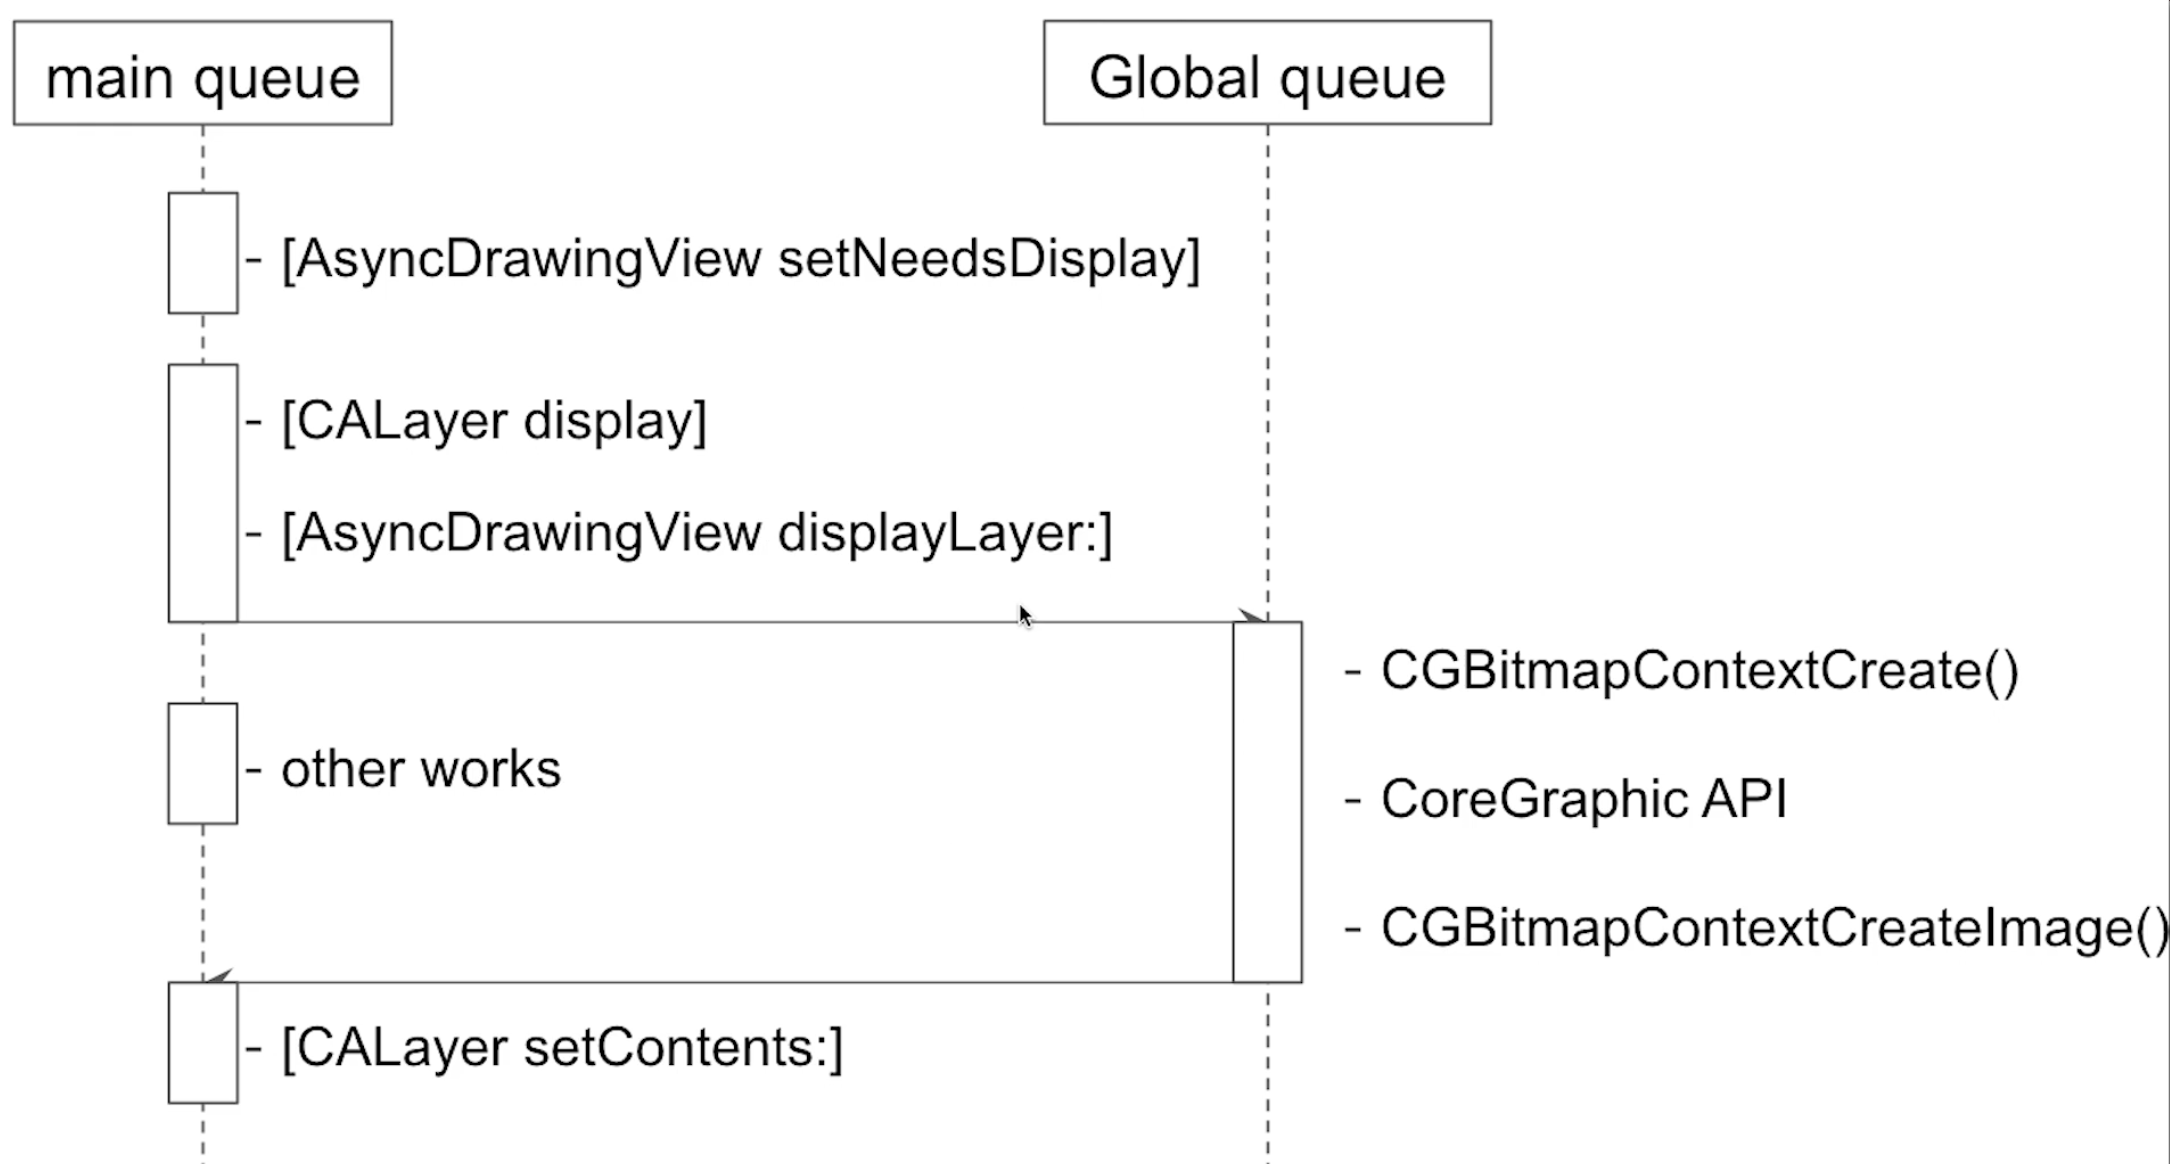 main queue
Global queue
- [AsyncDrawingView setNeedsDisplay]
- [CALayer display]
- [AsyncDrawingView displayLayer:]
- CGBitmapContextCreate()
- other works
- CoreGraphic API
- CGBitmapContextCreateImage()
- [CALayer setContents:]